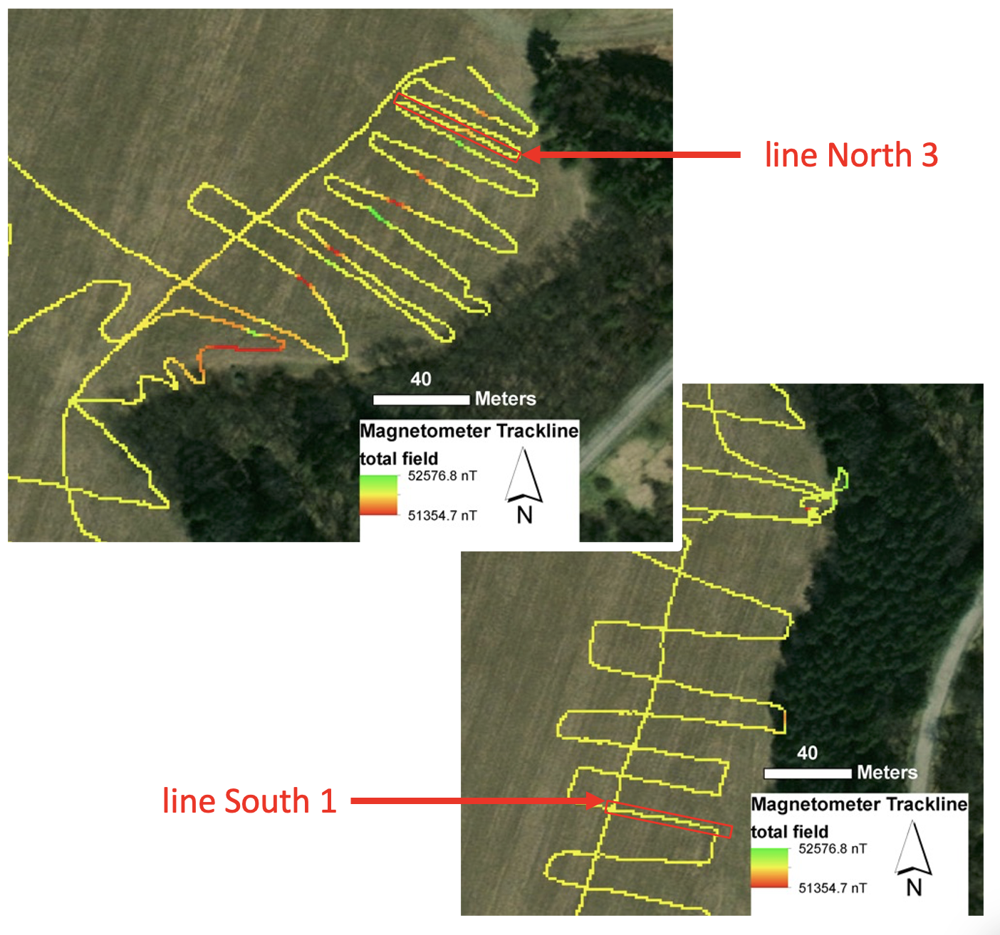 line North 3
40
Meters
Magnetometer Trackline
total field
52576.8 nT
51354.7 nT
N
line South 1
40
Meters
Magnetometer Trackline
total field
52576.8 nT
51354.7 nT
N